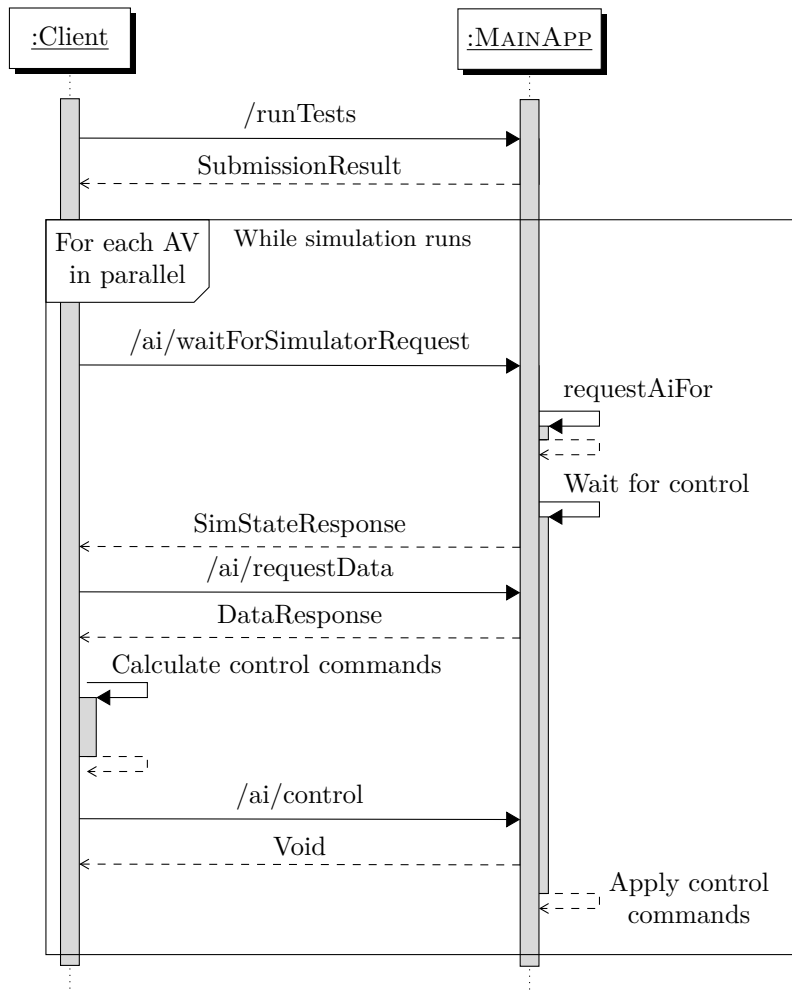 :Client
:MAINAPP
/runTests
SubmissionResult
For each AV
in parallel
While simulation runs
/ai/waitForSimulatorRequest
requestAiFor
Wait for control
SimStateResponse
/ai/requestData
DataResponse
Calculate control commands
/ai/control
Void
Apply control
commands